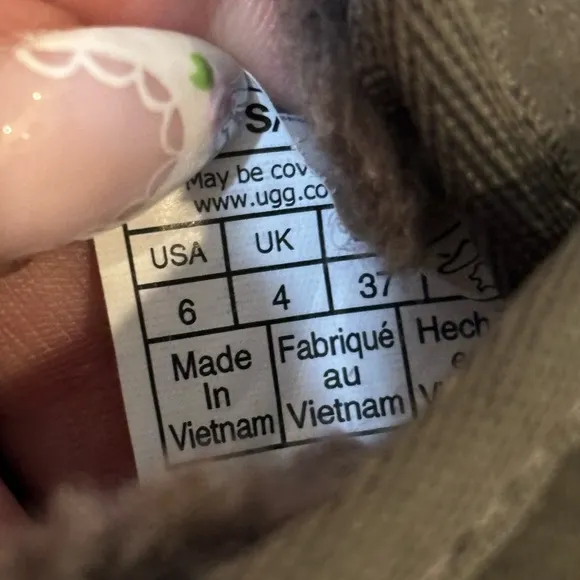 May be cov
www.ugg.co
USA UK
6 4 37
Made Fabriqué Hech
In au e
Vietnam Vietnam V